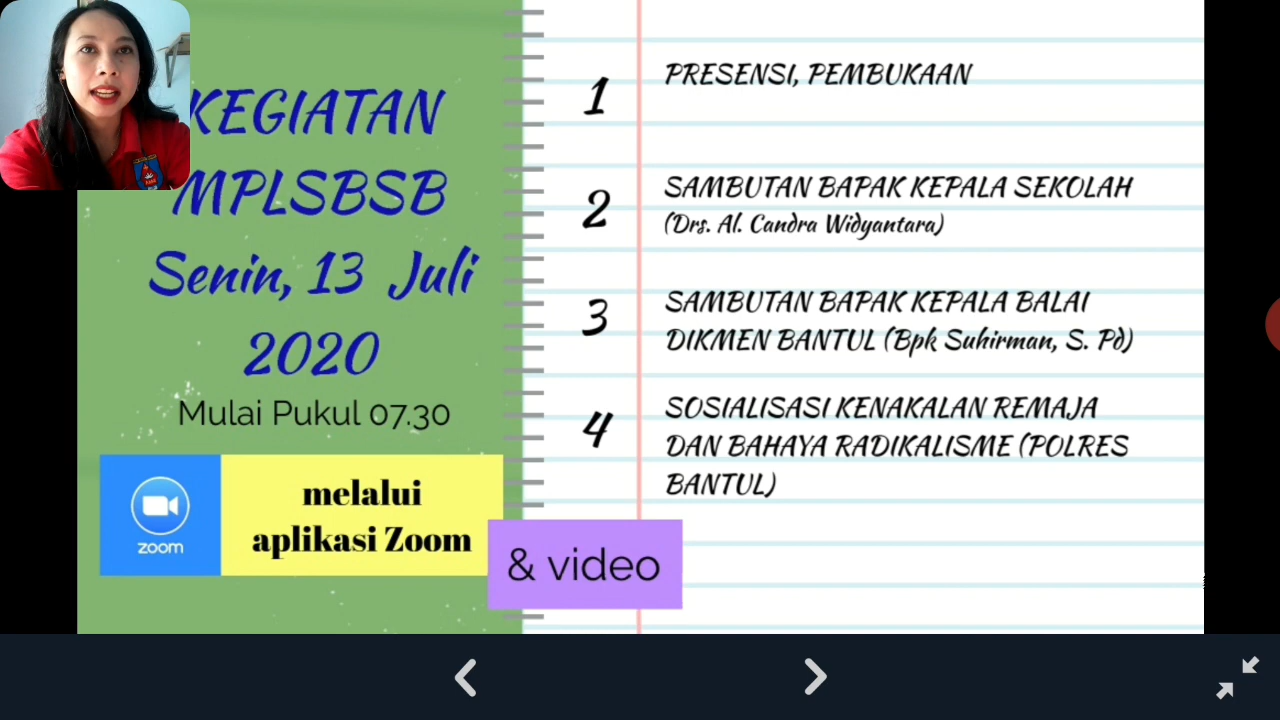 KEGIATAN
MPLSBSB
Senin, 13 Juli
2020
Mulai Pukul 07.30
zoom
melalui
aplikasi Zoom
& video
1
PRESENSI, PEMBUKAAN
2
SAMBUTAN BAPAK KEPALA SEKOLAH
(Drs. Al. Candra Widyantara)
3
SAMBUTAN BAPAK KEPALA BALAI
DIKMEN BANTUL (Bpk Suhirman, S. Pd)
4
SOSIALISASI KENAKALAN REMAJA
DAN BAHAYA RADIKALISME (POLRES
BANTUL)